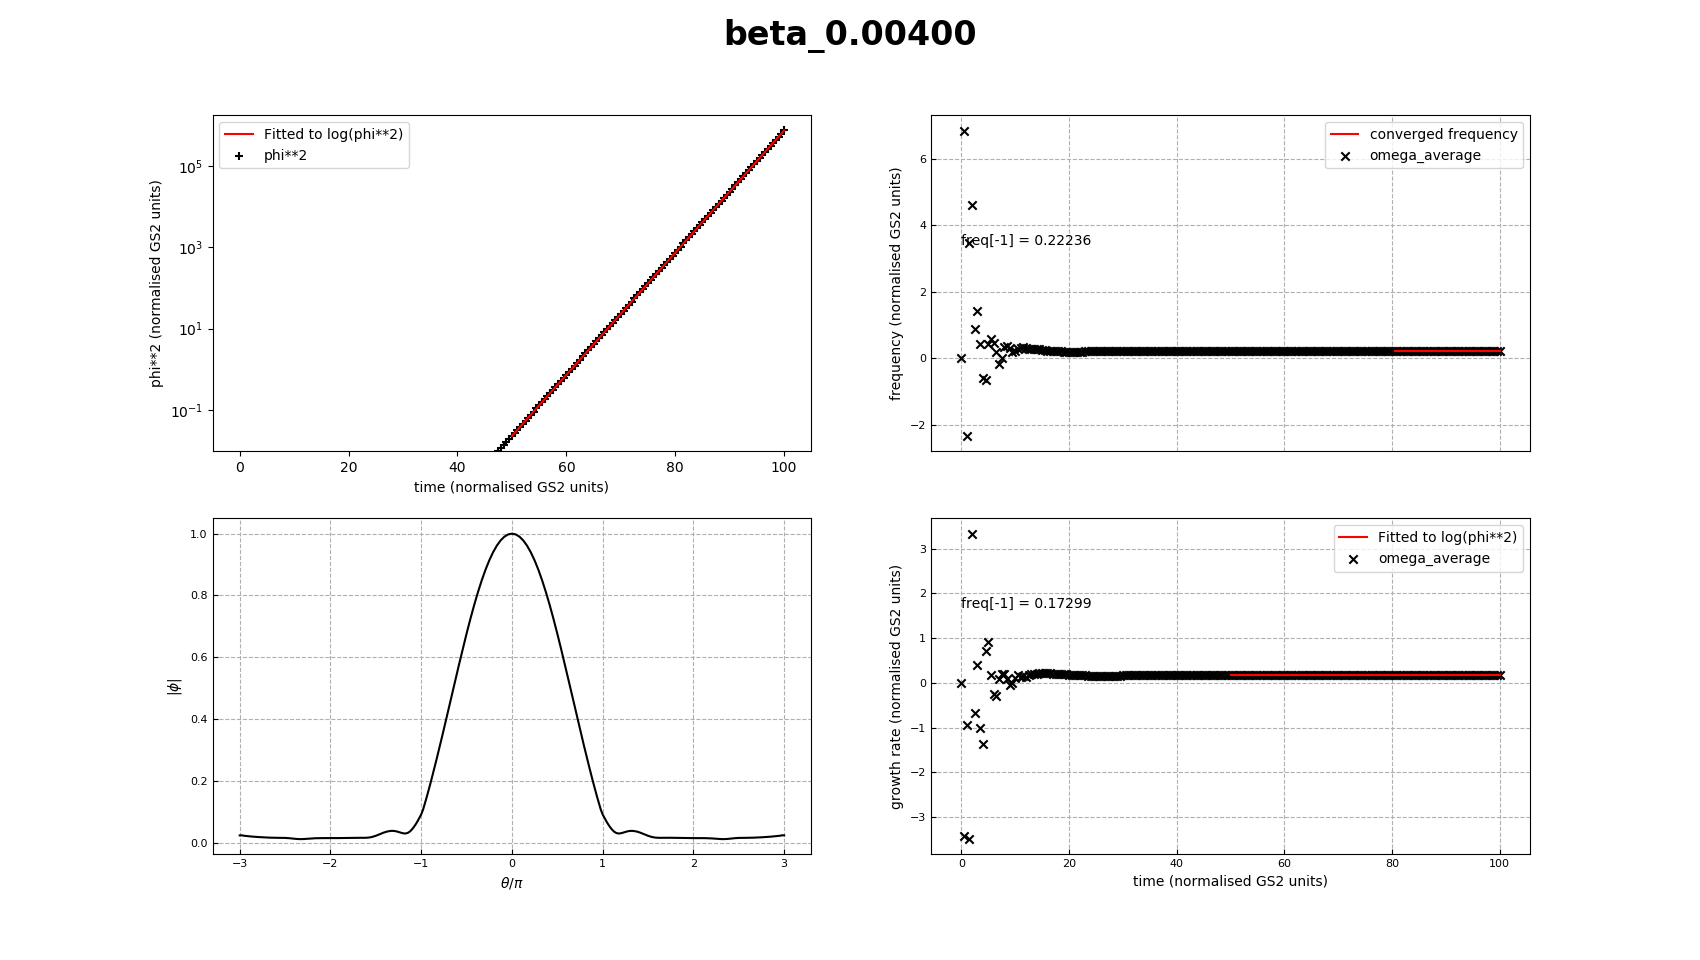 beta_0.00400
Fitted to log(phi**2)
phi**2
phi**2 (normalised GS2 units)
10^5
10^3
10^1
10^−1
0 20 40 60 80 100
time (normalised GS2 units)
converged frequency
omega_average
freq[-1] = 0.22236
frequency (normalised GS2 units)
6
4
2
0
−2
|ϕ|
1.0
0.8
0.6
0.4
0.2
0.0
−3 −2 −1 0 1 2 3
θ/π
Fitted to log(phi**2)
omega_average
freq[-1] = 0.17299
growth rate (normalised GS2 units)
3
2
1
0
−1
−2
−3
0 20 40 60 80 100
time (normalised GS2 units)